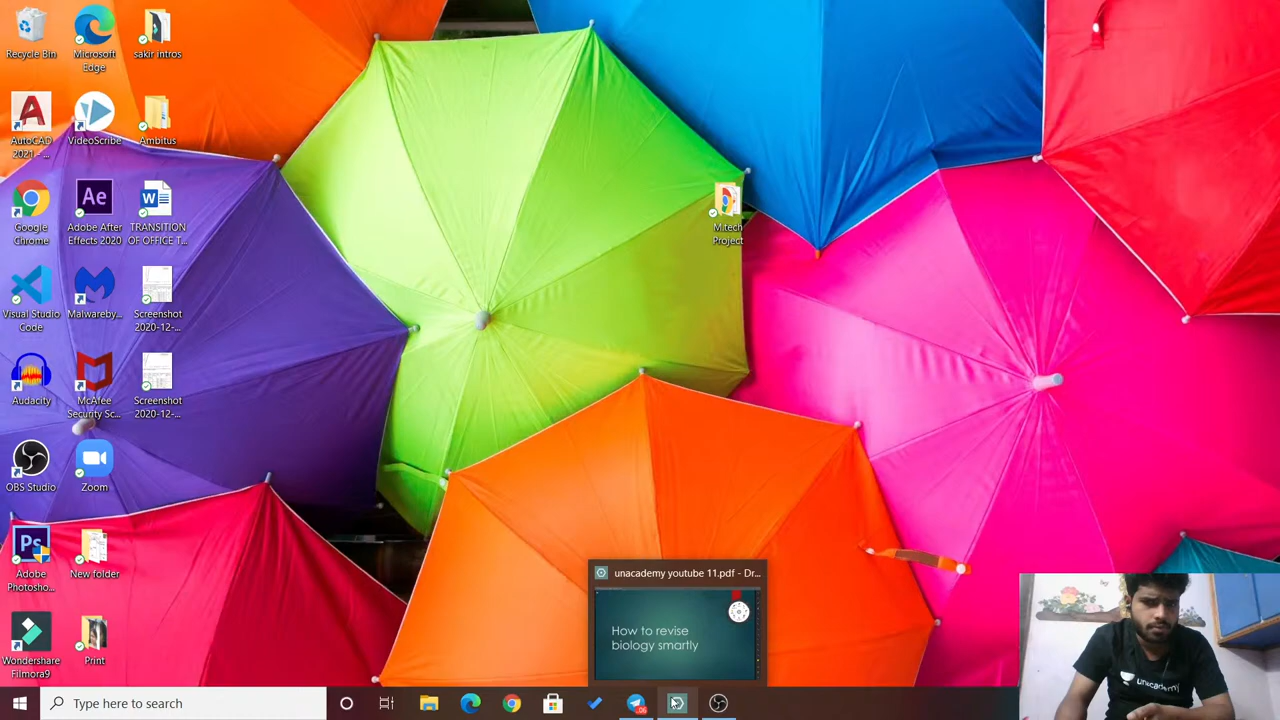 Recycle Bin
Microsoft
Edge
sakir intros
AutoCAD
2021 - ...
VideoScribe
Ambitus
Google
Chrome
Adobe After
Effects 2020
TRANSITION
OF OFFICE T...
Visual Studio
Code
Malwareby...
Screenshot
2020-12-...
Audacity
McAfee
Security Sc...
Screenshot
2020-12-...
OBS Studio
Zoom
Adobe
Photosho...
New folder
Wondershare
Filmora9
Print
M.tech
Project
unacademy youtube 11.pdf - Dr...
How to revise
biology smartly
Type here to search
unacademy